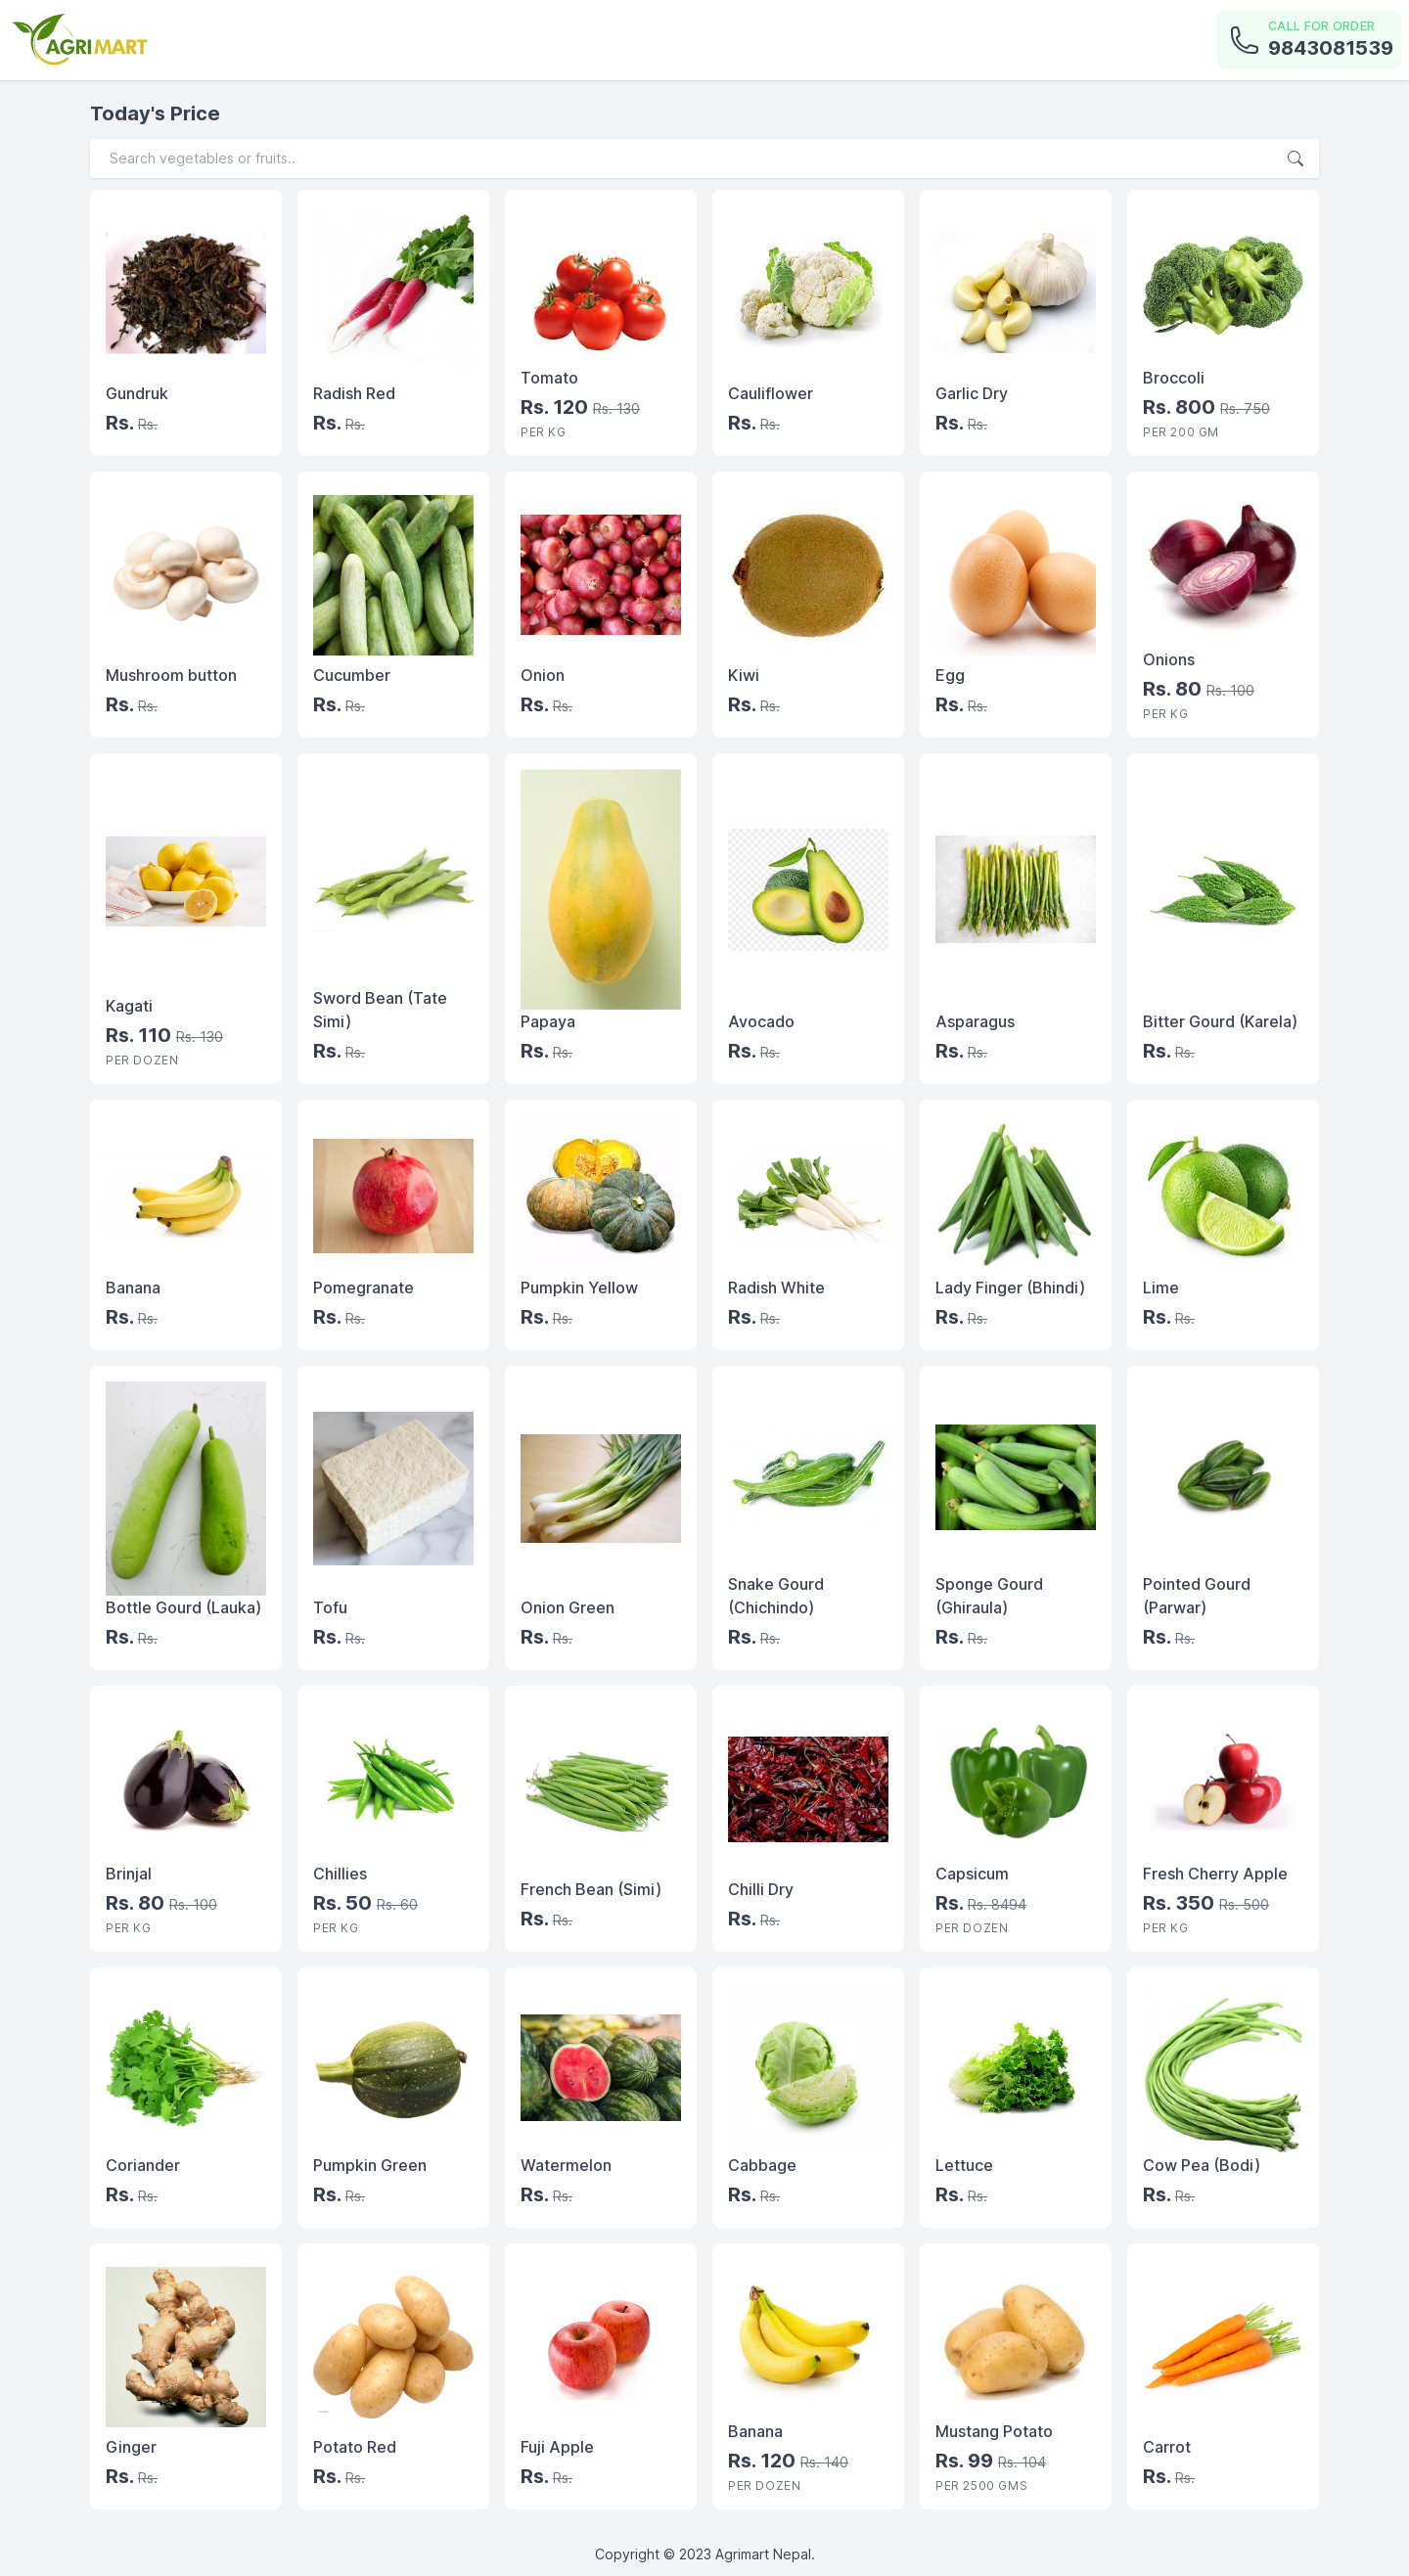 AGRIMART
CALL FOR ORDER
9843081539
Today's Price
Search vegetables or fruits..
Gundruk
Rs. Rs.
Radish Red
Rs. Rs.
Tomato
Rs. 120 Rs. 130
PER KG
Cauliflower
Rs. Rs.
Garlic Dry
Rs. Rs.
Broccoli
Rs. 800 Rs. 750
PER 200 GM
Mushroom button
Rs. Rs.
Cucumber
Rs. Rs.
Onion
Rs. Rs.
Kiwi
Rs. Rs.
Egg
Rs. Rs.
Onions
Rs. 80 Rs. 100
PER KG
Kagati
Rs. 110 Rs. 130
PER DOZEN
Sword Bean (Tate
Simi)
Rs. Rs.
Papaya
Rs. Rs.
Avocado
Rs. Rs.
Asparagus
Rs. Rs.
Bitter Gourd (Karela)
Rs. Rs.
Banana
Rs. Rs.
Pomegranate
Rs. Rs.
Pumpkin Yellow
Rs. Rs.
Radish White
Rs. Rs.
Lady Finger (Bhindi)
Rs. Rs.
Lime
Rs. Rs.
Bottle Gourd (Lauka)
Rs. Rs.
Tofu
Rs. Rs.
Onion Green
Rs. Rs.
Snake Gourd
(Chichindo)
Rs. Rs.
Sponge Gourd
(Ghiraula)
Rs. Rs.
Pointed Gourd
(Parwar)
Rs. Rs.
Brinjal
Rs. 80 Rs. 100
PER KG
Chillies
Rs. 50 Rs. 60
PER KG
French Bean (Simi)
Rs. Rs.
Chilli Dry
Rs. Rs.
Capsicum
Rs. Rs. 8494
PER DOZEN
Fresh Cherry Apple
Rs. 350 Rs. 500
PER KG
Coriander
Rs. Rs.
Pumpkin Green
Rs. Rs.
Watermelon
Rs. Rs.
Cabbage
Rs. Rs.
Lettuce
Rs. Rs.
Cow Pea (Bodi)
Rs. Rs.
Ginger
Rs. Rs.
Potato Red
Rs. Rs.
Fuji Apple
Rs. Rs.
Banana
Rs. 120 Rs. 140
PER DOZEN
Mustang Potato
Rs. 99 Rs. 104
PER 2500 GMS
Carrot
Rs. Rs.
Copyright © 2023 Agrimart Nepal.